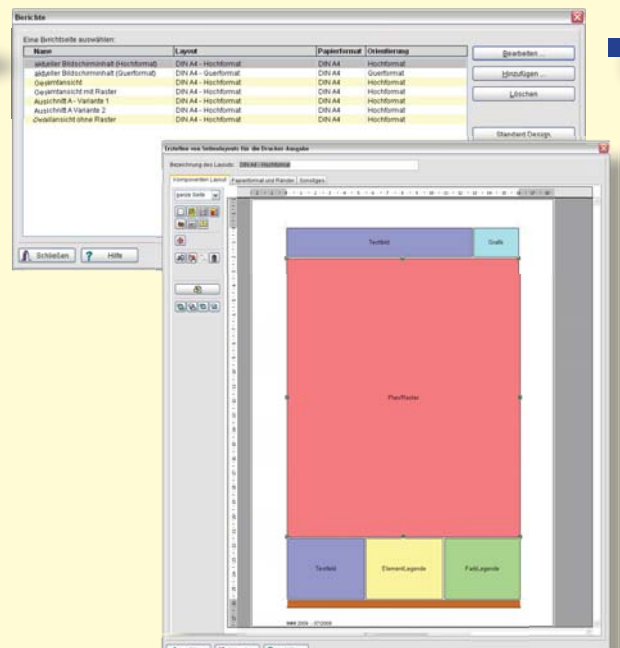 Berichte
Eine Berichtseite auswählen:
Name Layout Papierformat Orientierung
aktueller Bildschirminhalt (Hochformat) DIN A4 - Hochformat DIN A4 Hochformat
aktueller Bildschirminhalt (Querformat) DIN A4 - Querformat DIN A4 Querformat
Gesamtansicht DIN A4 - Hochformat DIN A4 Hochformat
Gesamtansicht mit Raster DIN A4 - Hochformat DIN A4 Hochformat
Ausschnitt A - Variante 1 DIN A4 - Hochformat DIN A4 Hochformat
Ausschnitt A Variante 2 DIN A4 - Hochformat DIN A4 Hochformat
ohne Raster DIN A4 - Hochformat DIN A4 Hochformat
Bearbeiten ...
Hinzufügen ...
Löschen
Standard Design.
Schließen
Hilfe
Erstellen von Seitenlayouts für die Drucker-Ausgabe
Bezeichnung des Layouts: DIN A4 - Hochformat
Komponenten Layout Papierformat und Ränder Sonstiges
ganze Seite
Textfeld Grafik
Plan/Raster
Textfeld ElementLegende FarbLegende